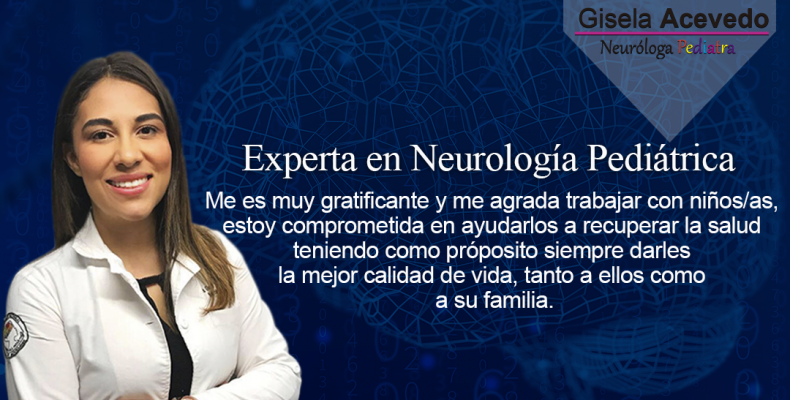 Gisela Acevedo
Neuróloga Pediatra
Experta en Neurología Pediátrica
Me es muy gratificante y me agrada trabajar con niños/as,
estoy comprometida en ayudarlos a recuperar la salud
teniendo como próposito siempre darles
la mejor calidad de vida, tanto a ellos como
a su familia.